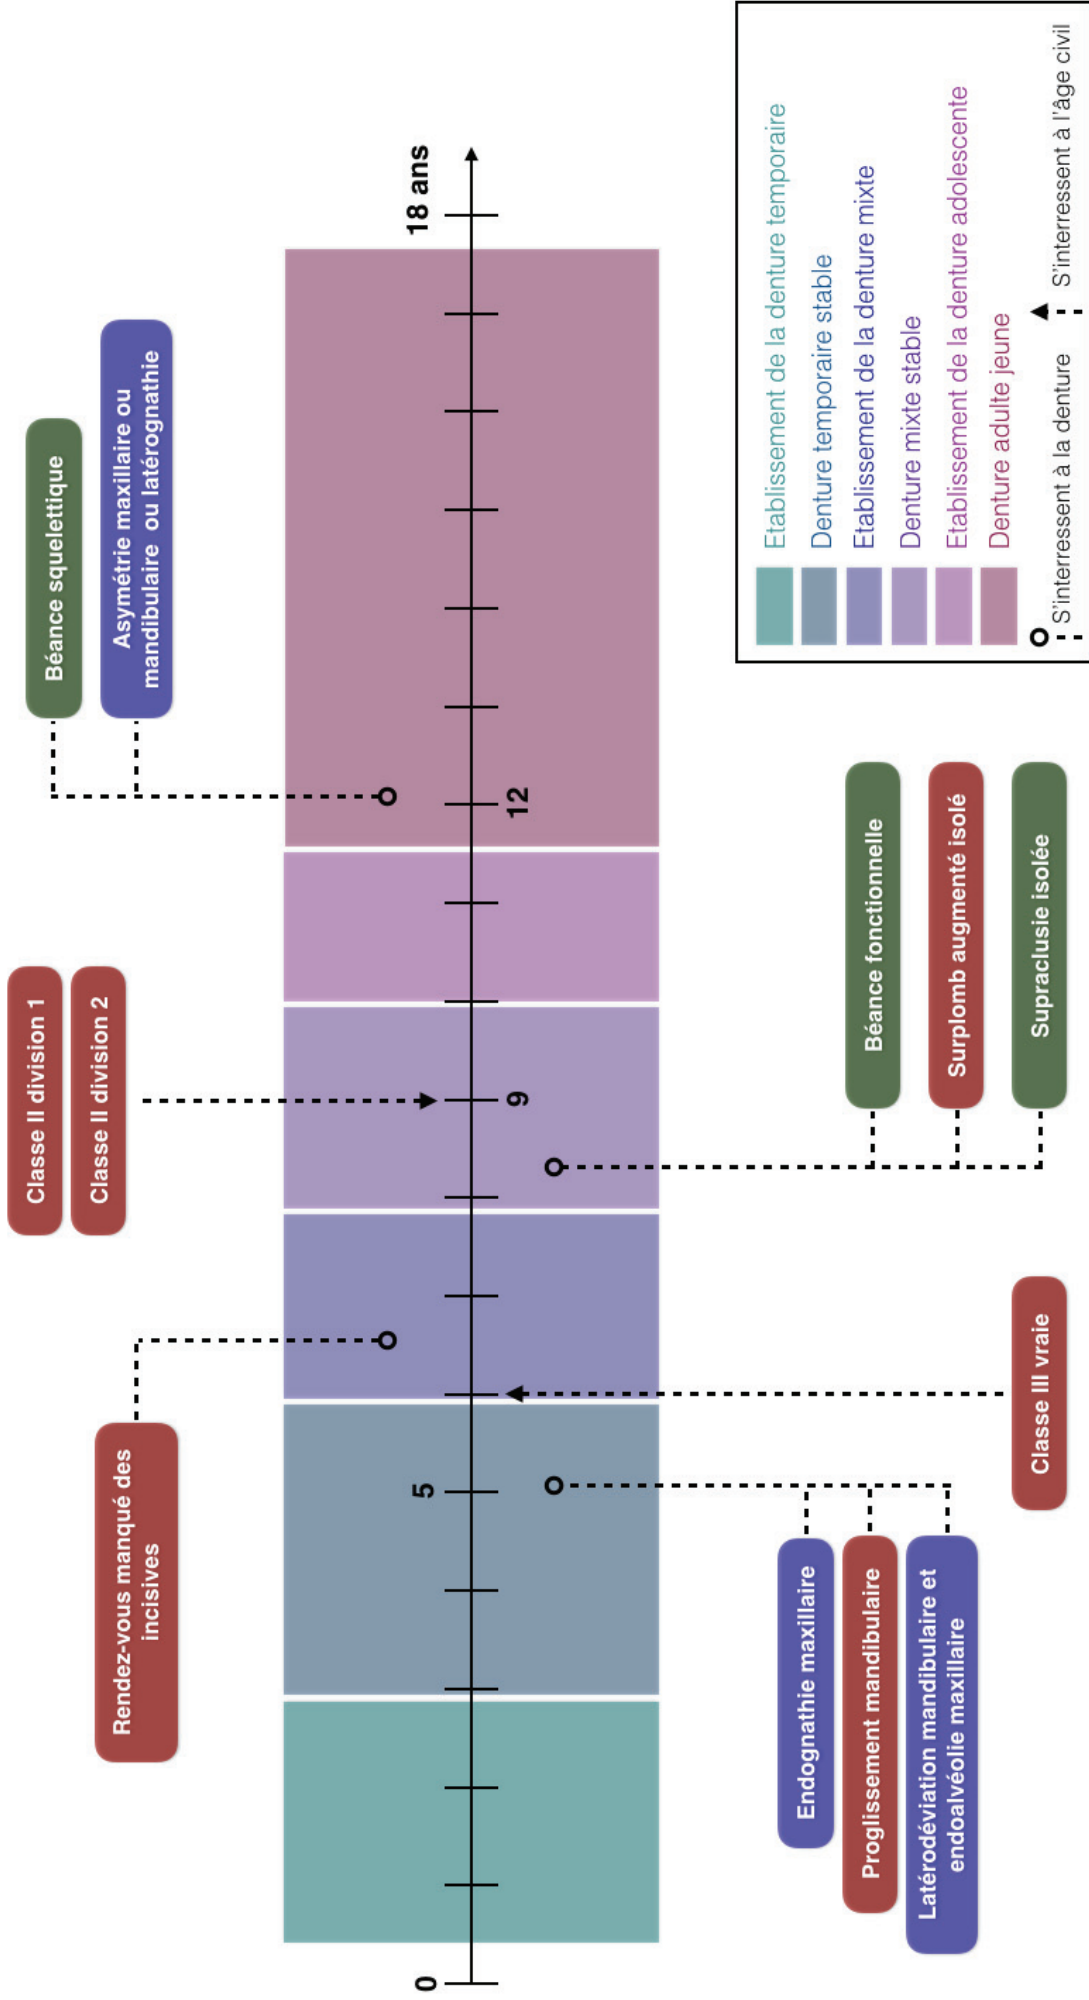 Béance squelettique
Asymétrie maxillaire ou
mandibulaire ou latérognathie
Classe II division 1
Classe II division 2
Rendez-vous manqué des
incisives
0
5
9
12
18 ans
Endognathie maxillaire
Proglissement mandibulaire
Latérodéviation mandibulaire et
endoalvéolie maxillaire
Classe III vraie
Béance fonctionnelle
Surplomb augmenté isolé
Supraclusie isolée
Etablissement de la denture temporaire
Denture temporaire stable
Etablissement de la denture mixte
Denture mixte stable
Etablissement de la denture adolescente
Denture adulte jeune
S'interressent à la denture
S'interressent à l'âge civil